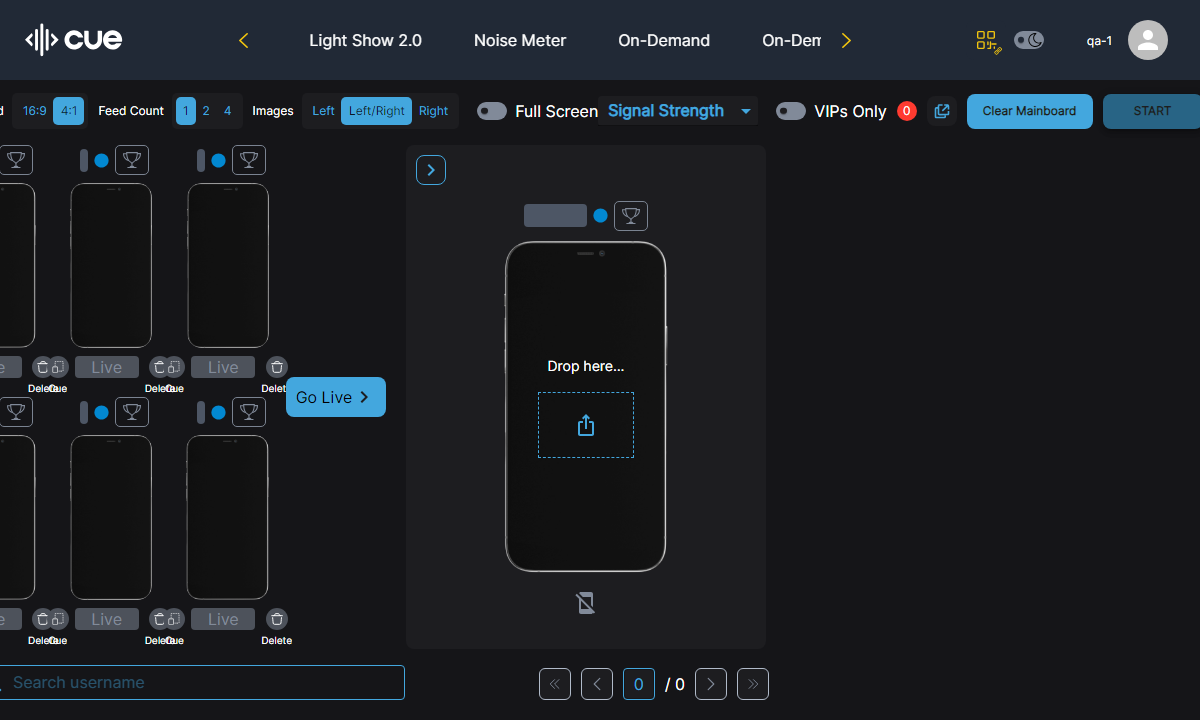 cue
Light Show 2.0
Noise Meter
On-Demand
On-Dem
qa-1
d
16:9
4:1
Feed Count
1
2
4
Images
Left
Left/Right
Right
Full Screen
Signal Strength
VIPs Only
0
Clear Mainboard
START
e
Live
Live
Delete
Cue
Delete
Cue
Delete
Go Live
Drop here...
e
Live
Live
Delete
Cue
Delete
Cue
Delete
Search username
0
/ 0